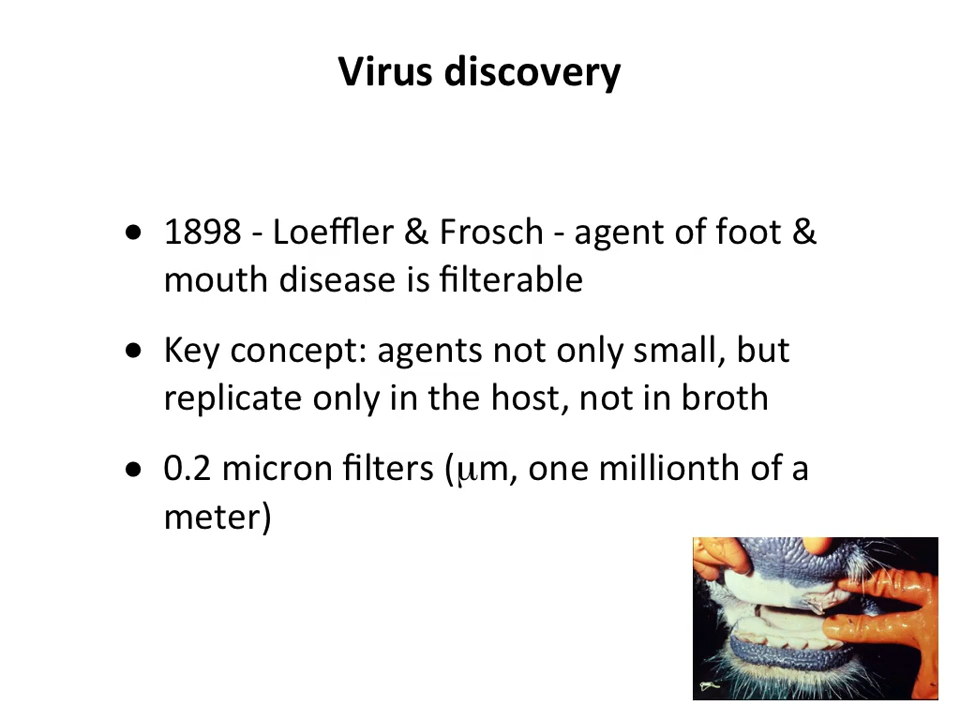 Virus discovery
• 1898 - Loeffler & Frosch - agent of foot &
mouth disease is filterable
• Key concept: agents not only small, but
replicate only in the host, not in broth
• 0.2 micron filters (μm, one millionth of a
meter)